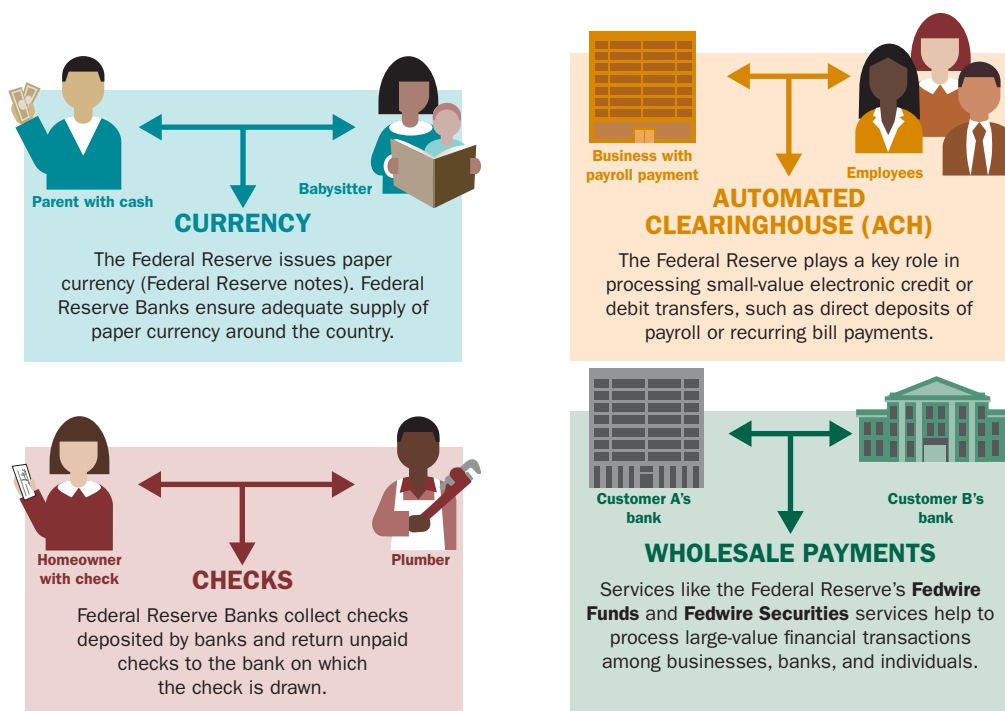 Parent with cash
Babysitter
CURRENCY
The Federal Reserve issues paper
currency (Federal Reserve notes). Federal
Reserve Banks ensure adequate supply of
paper currency around the country.
Business with
payroll payment
Employees
AUTOMATED
CLEARINGHOUSE (ACH)
The Federal Reserve plays a key role in
processing small-value electronic credit or
debit transfers, such as direct deposits of
payroll or recurring bill payments.
Homeowner
with check
Plumber
CHECKS
Federal Reserve Banks collect checks
deposited by banks and return unpaid
checks to the bank on which
the check is drawn.
Customer A's
bank
Customer B's
bank
WHOLESALE PAYMENTS
Services like the Federal Reserve's Fedwire
Funds and Fedwire Securities services help to
process large-value financial transactions
among businesses, banks, and individuals.